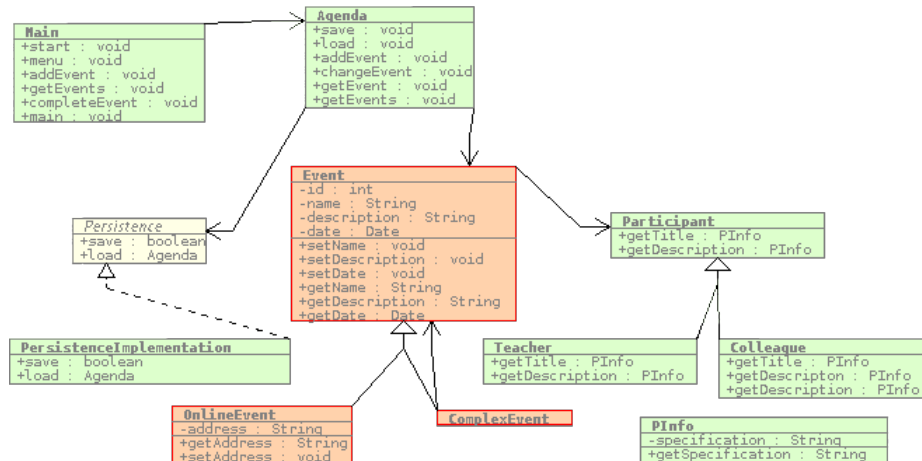 Main
+start : void
+menu : void
+addEvent : void
+getEvents : void
+completeEvent : void
+main : void
Agenda
+save : void
+load : void
+addEvent : void
+changeEvent : void
+getEvent : void
+getEvents : void
Event
-id : int
-name : String
-description : String
-date : Date
+setName : void
+setDescription : void
+setDate : void
+getName : String
+getDescription : String
+getDate : Date
Persistence
+save : boolean
+load : Agenda
Participant
+getTitle : PInfo
+getDescription : PInfo
PersistenceImplementation
+save : boolean
+load : Agenda
Teacher
+getTitle : PInfo
+getDescription : PInfo
Colleague
+getTitle : PInfo
+getDescripton : PInfo
+getDescription : PInfo
OnlineEvent
-address : String
+getAddress : String
+setAddress : void
ComplexEvent
PInfo
-specification : String
+getSpecification : String